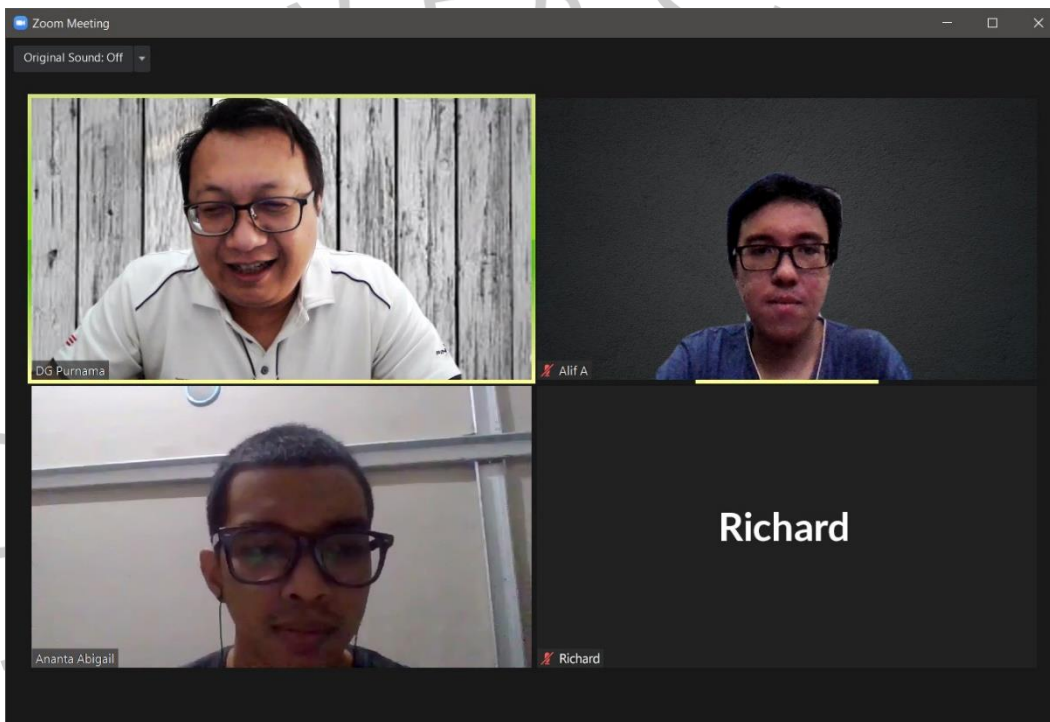 Zoom Meeting
Original Sound: Off
DG Purnama
Alif A
Ananta Abigail
Richard
Richard